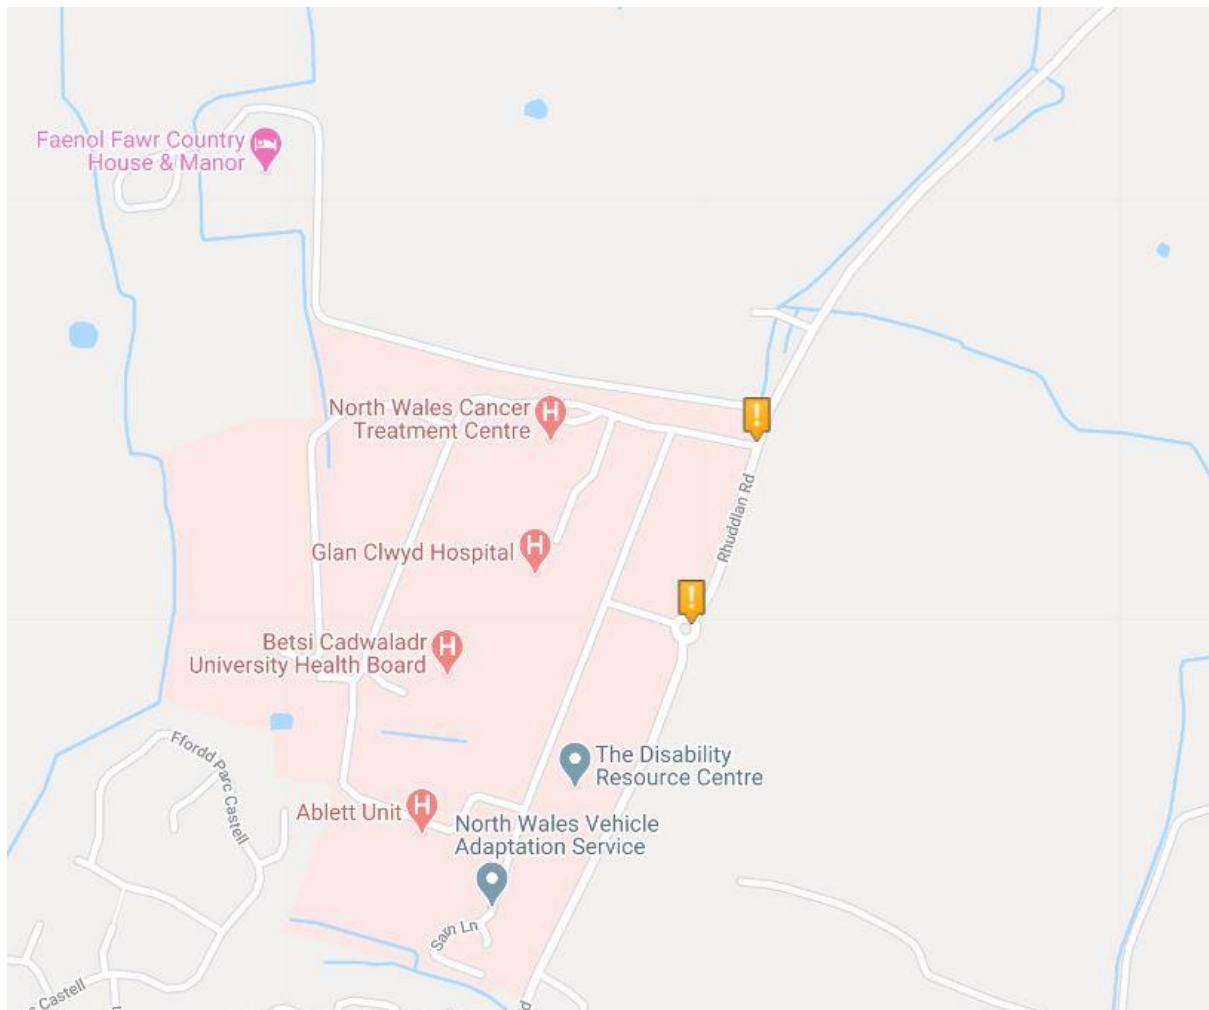 Faenol Fawr Country
House & Manor
North Wales Cancer
Treatment Centre
Rhuddlan Rd
Glan Clwyd Hospital
Betsi Cadwaladr
University Health Board
Ffordd Parc Castell
The Disability
Resource Centre
Ablett Unit
North Wales Vehicle
Adaptation Service
Sarn Ln
Castell